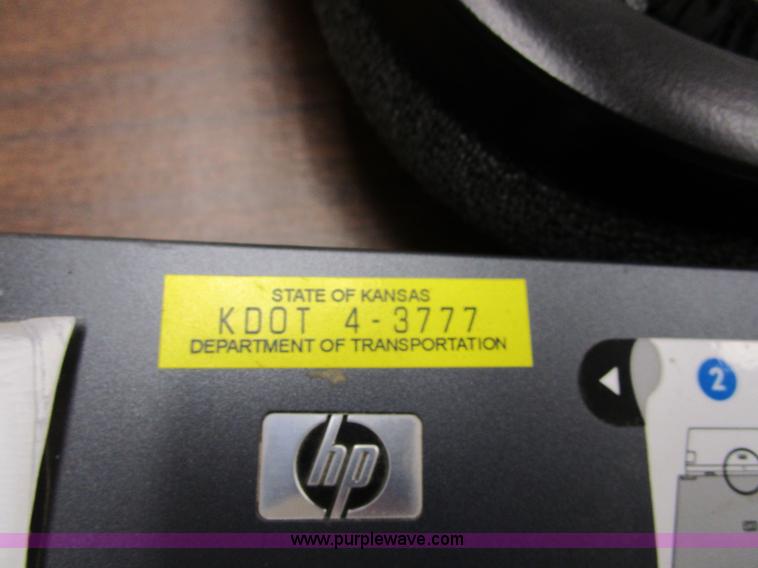 STATE OF KANSAS
KDOT 4-3777
DEPARTMENT OF TRANSPORTATION
2
hp
www.purplewave.com